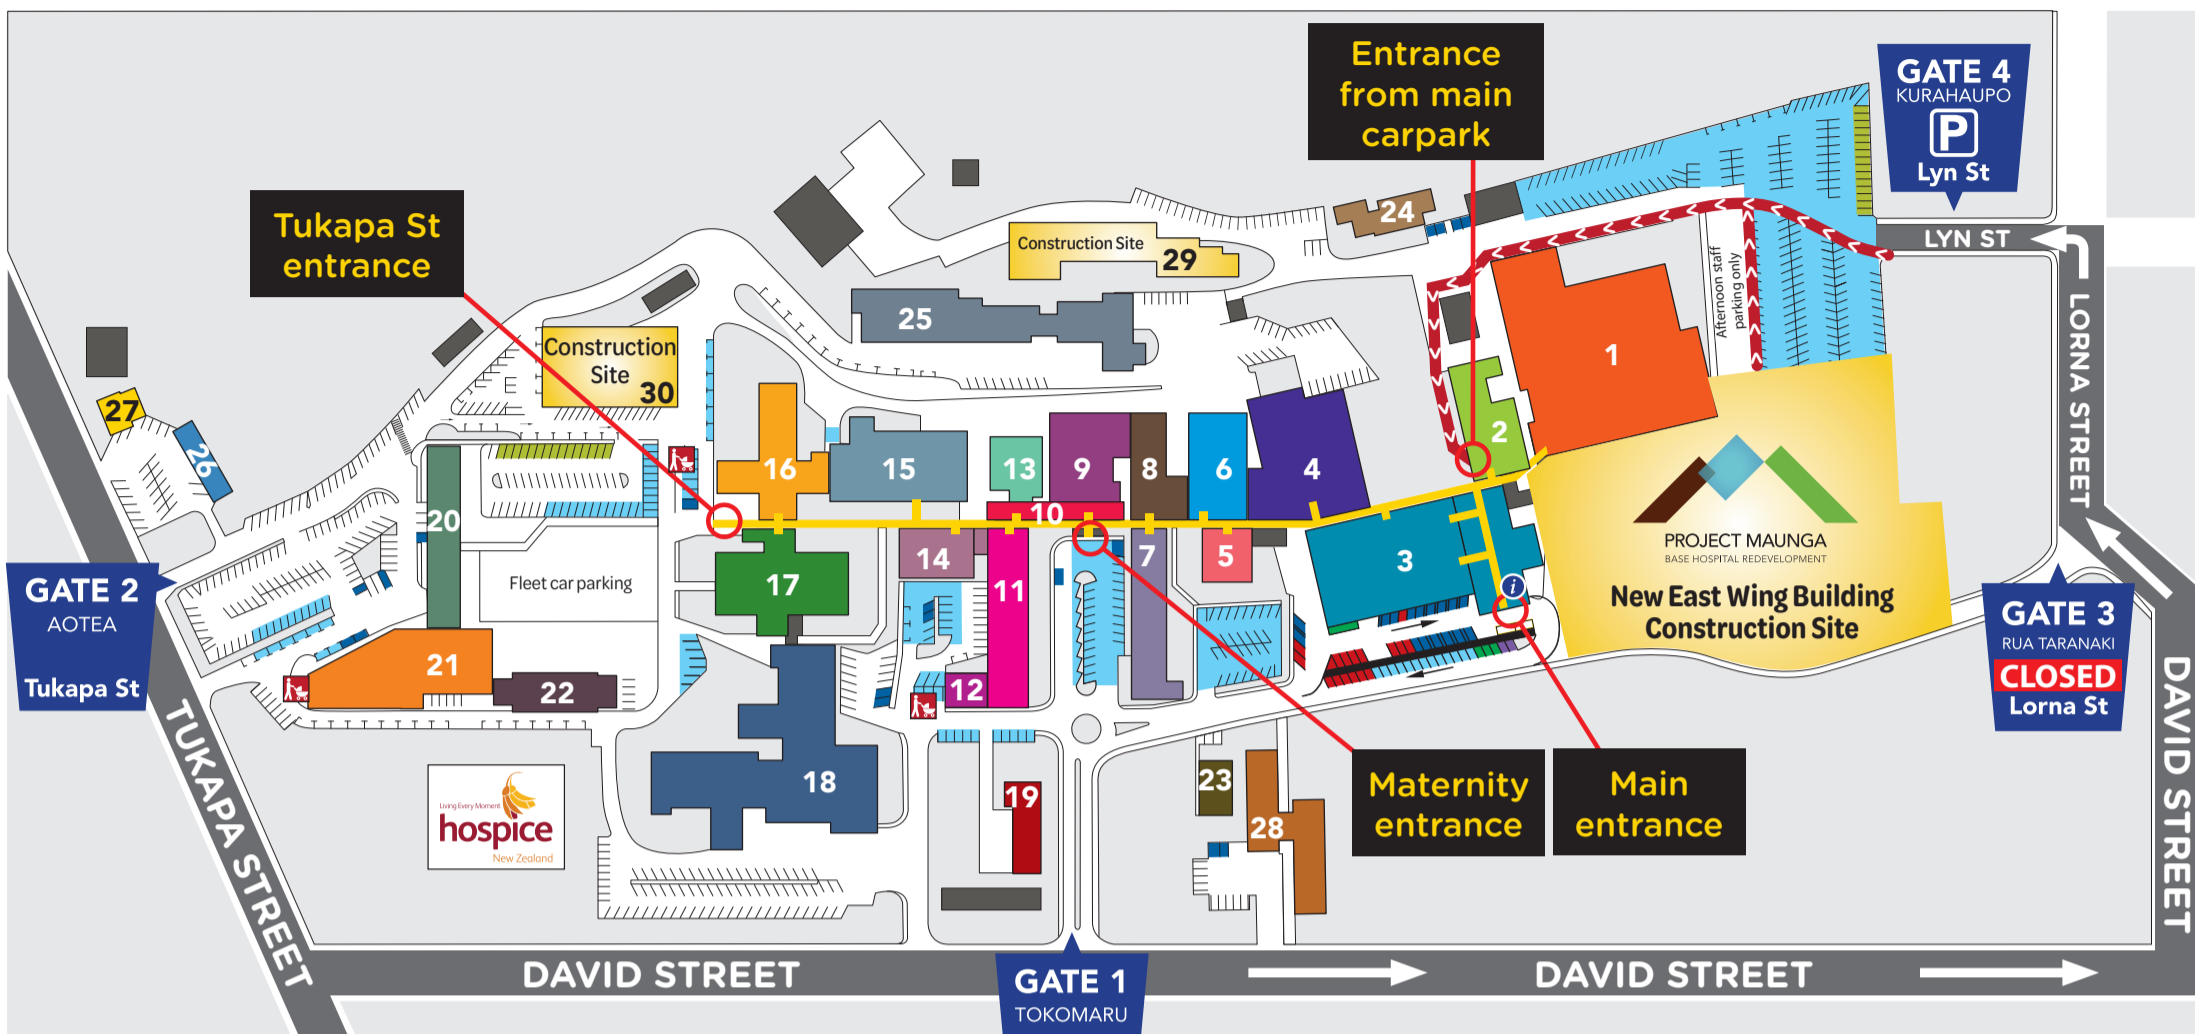 Entrance
from main
carpark
GATE 4
KURAHAUPO
P
Lyn St
Tukapa St
entrance
24
Construction Site
29
LYN ST
Afternoon staff
parking only
25
1
LORNA STREET
Construction
Site
30
27
26
2
16
15
13
9
8
6
4
20
10
PROJECT MAUNGA
BASE HOSPITAL REDEVELOPMENT
New East Wing Building
Construction Site
Fleet car parking
14
7
5
3
i
17
11
GATE 2
AOTEA
Tukapa St
GATE 3
RUA TARANAKI
CLOSED
Lorna St
21
22
12
TUKAPA STREET
DAVID STREET
Living Every Moment
hospice
New Zealand
18
19
23
28
Maternity
entrance
Main
entrance
DAVID STREET
GATE 1
TOKOMARU
DAVID STREET